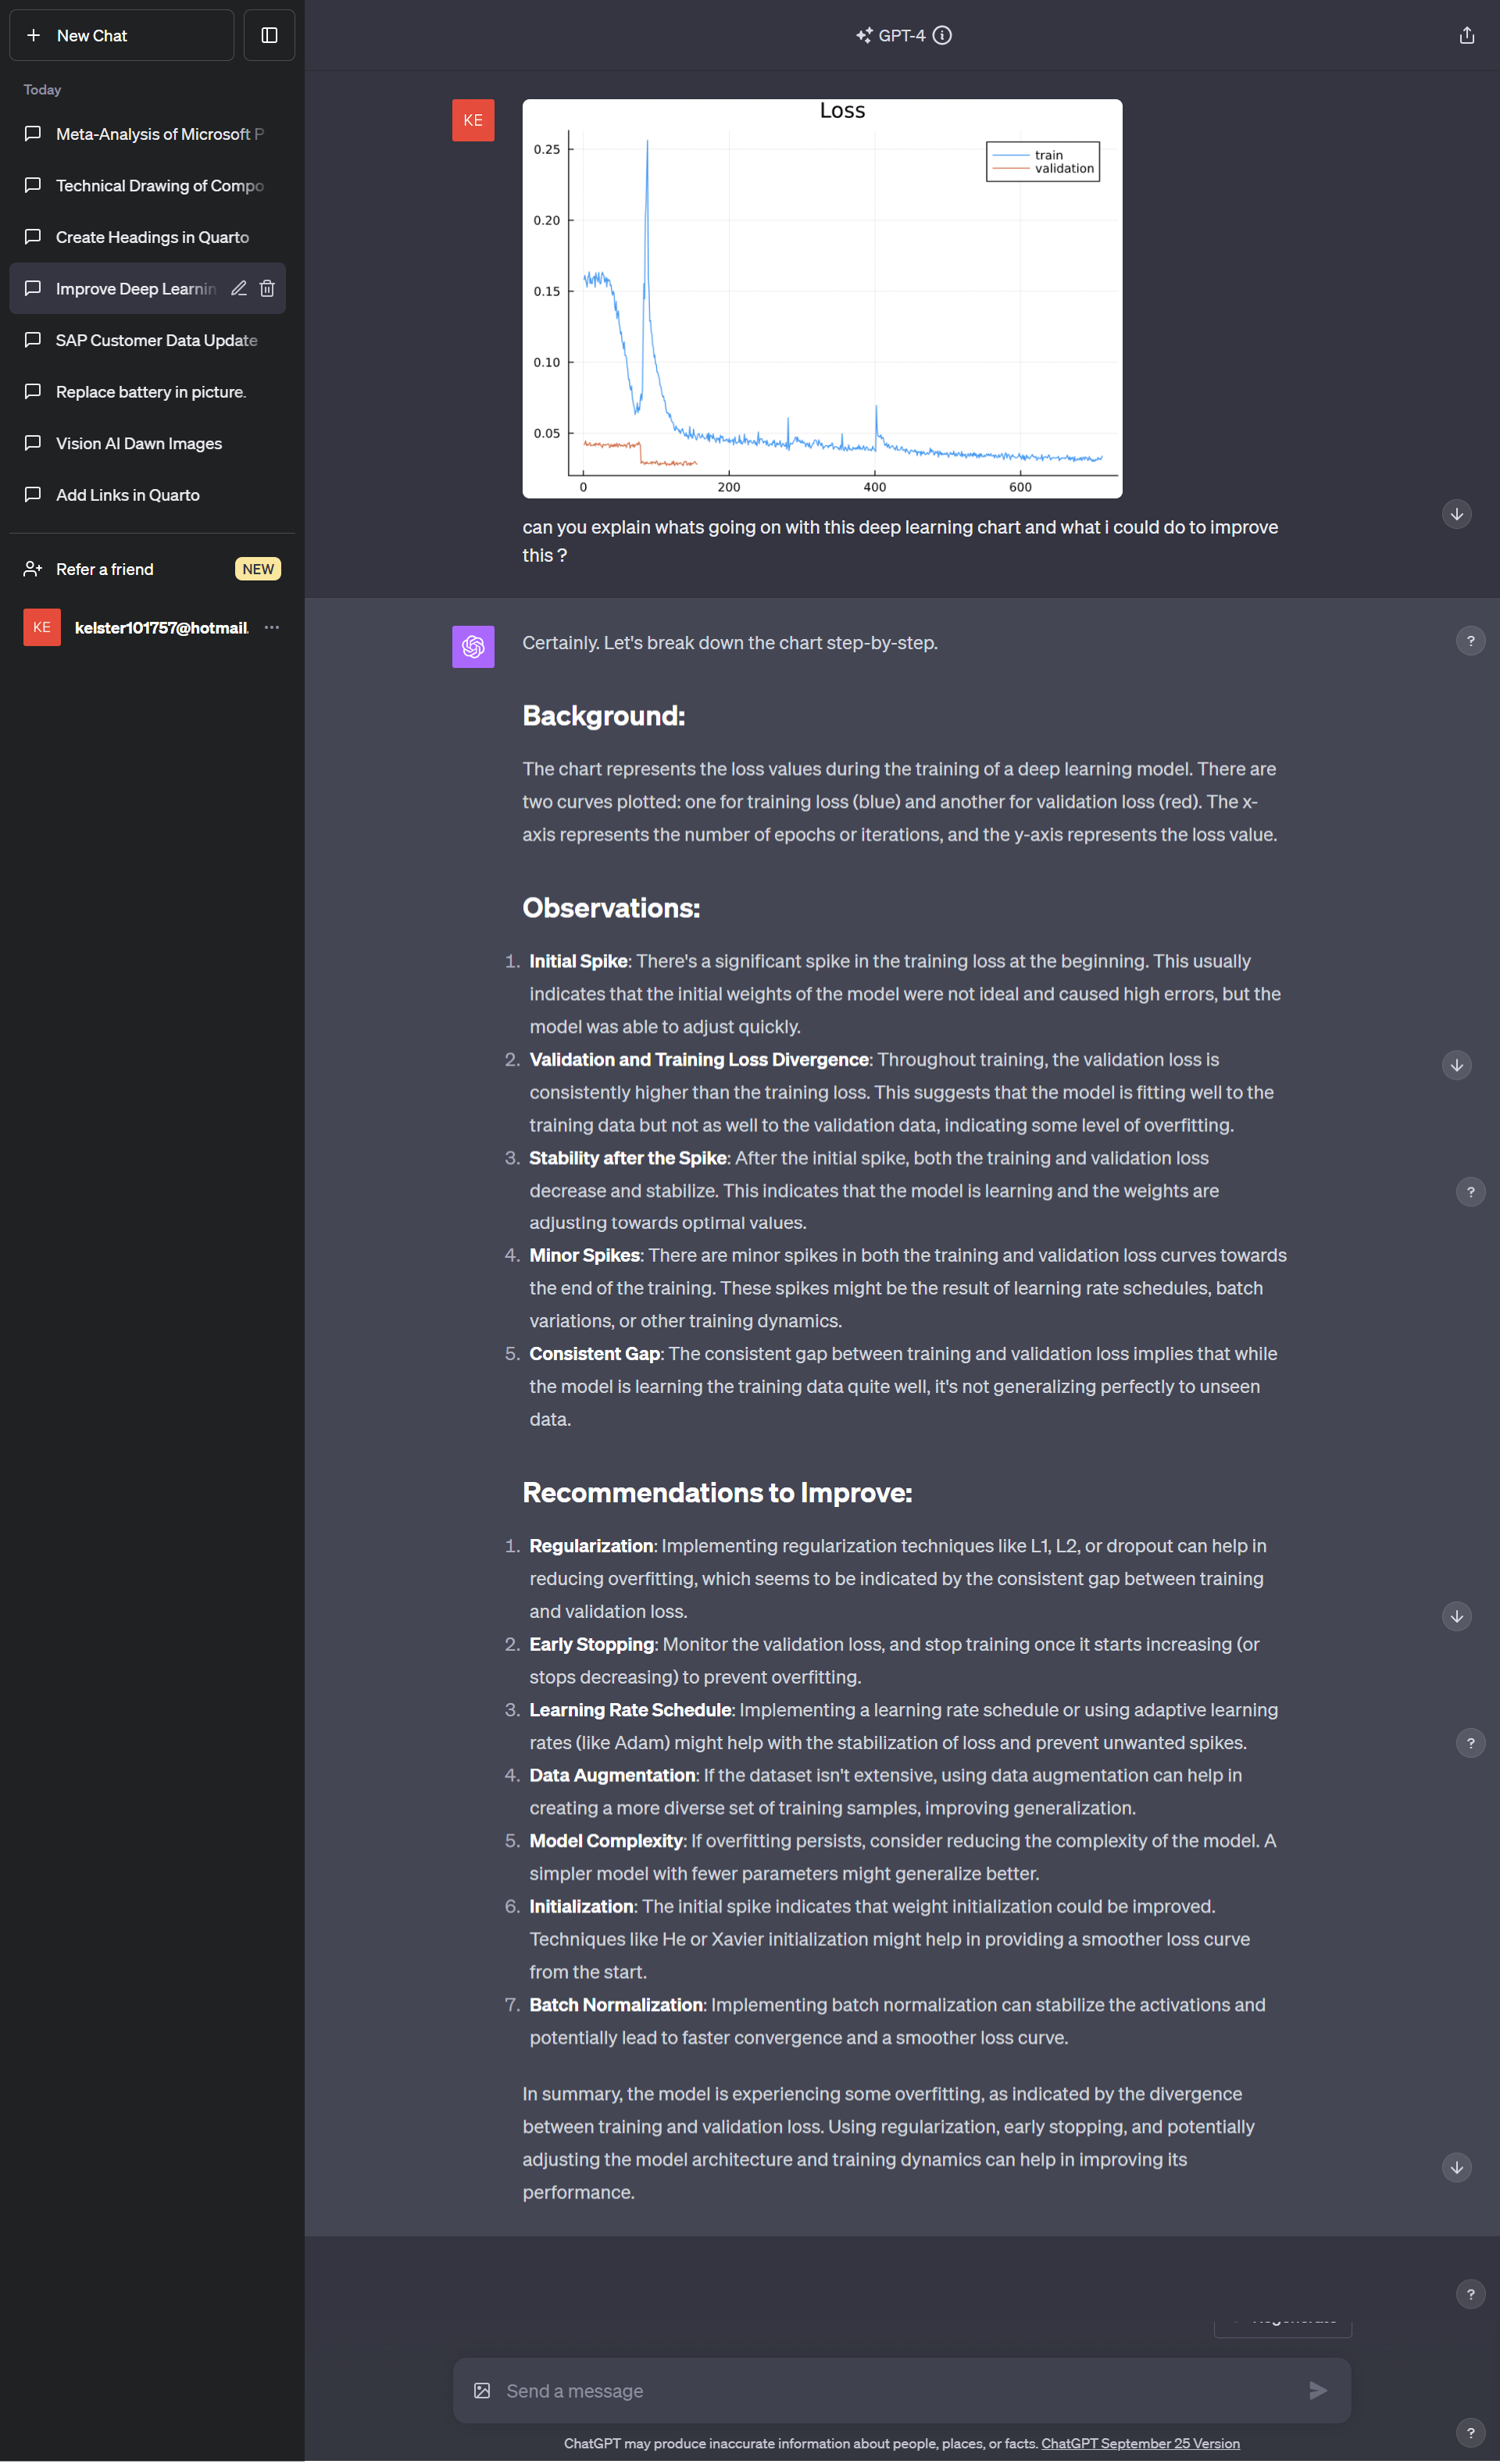 New Chat
Today
Meta-Analysis of Microsoft P
Technical Drawing of Compo
Create Headings in Quarto
Improve Deep Learnin
SAP Customer Data Update
Replace battery in picture.
Vision AI Dawn Images
Add Links in Quarto
Refer a friend NEW
KE kelster101757@hotmail.
GPT-4
KE
Loss
train
validation
0.25
0.20
0.15
0.10
0.05
0 200 400 600
can you explain whats going on with this deep learning chart and what i could do to improve
this ?
Certainly. Let's break down the chart step-by-step.
Background:
The chart represents the loss values during the training of a deep learning model. There are
two curves plotted: one for training loss (blue) and another for validation loss (red). The x-
axis represents the number of epochs or iterations, and the y-axis represents the loss value.
Observations:
1. Initial Spike: There's a significant spike in the training loss at the beginning. This usually
indicates that the initial weights of the model were not ideal and caused high errors, but the
model was able to adjust quickly.
2. Validation and Training Loss Divergence: Throughout training, the validation loss is
consistently higher than the training loss. This suggests that the model is fitting well to the
training data but not as well to the validation data, indicating some level of overfitting.
3. Stability after the Spike: After the initial spike, both the training and validation loss
decrease and stabilize. This indicates that the model is learning and the weights are
adjusting towards optimal values.
4. Minor Spikes: There are minor spikes in both the training and validation loss curves towards
the end of the training. These spikes might be the result of learning rate schedules, batch
variations, or other training dynamics.
5. Consistent Gap: The consistent gap between training and validation loss implies that while
the model is learning the training data quite well, it's not generalizing perfectly to unseen
data.
Recommendations to Improve:
1. Regularization: Implementing regularization techniques like L1, L2, or dropout can help in
reducing overfitting, which seems to be indicated by the consistent gap between training
and validation loss.
2. Early Stopping: Monitor the validation loss, and stop training once it starts increasing (or
stops decreasing) to prevent overfitting.
3. Learning Rate Schedule: Implementing a learning rate schedule or using adaptive learning
rates (like Adam) might help with the stabilization of loss and prevent unwanted spikes.
4. Data Augmentation: If the dataset isn't extensive, using data augmentation can help in
creating a more diverse set of training samples, improving generalization.
5. Model Complexity: If overfitting persists, consider reducing the complexity of the model. A
simpler model with fewer parameters might generalize better.
6. Initialization: The initial spike indicates that weight initialization could be improved.
Techniques like He or Xavier initialization might help in providing a smoother loss curve
from the start.
7. Batch Normalization: Implementing batch normalization can stabilize the activations and
potentially lead to faster convergence and a smoother loss curve.
In summary, the model is experiencing some overfitting, as indicated by the divergence
between training and validation loss. Using regularization, early stopping, and potentially
adjusting the model architecture and training dynamics can help in improving its
performance.
?
?
?
?
Send a message
?
ChatGPT may produce inaccurate information about people, places, or facts. ChatGPT September 25 Version